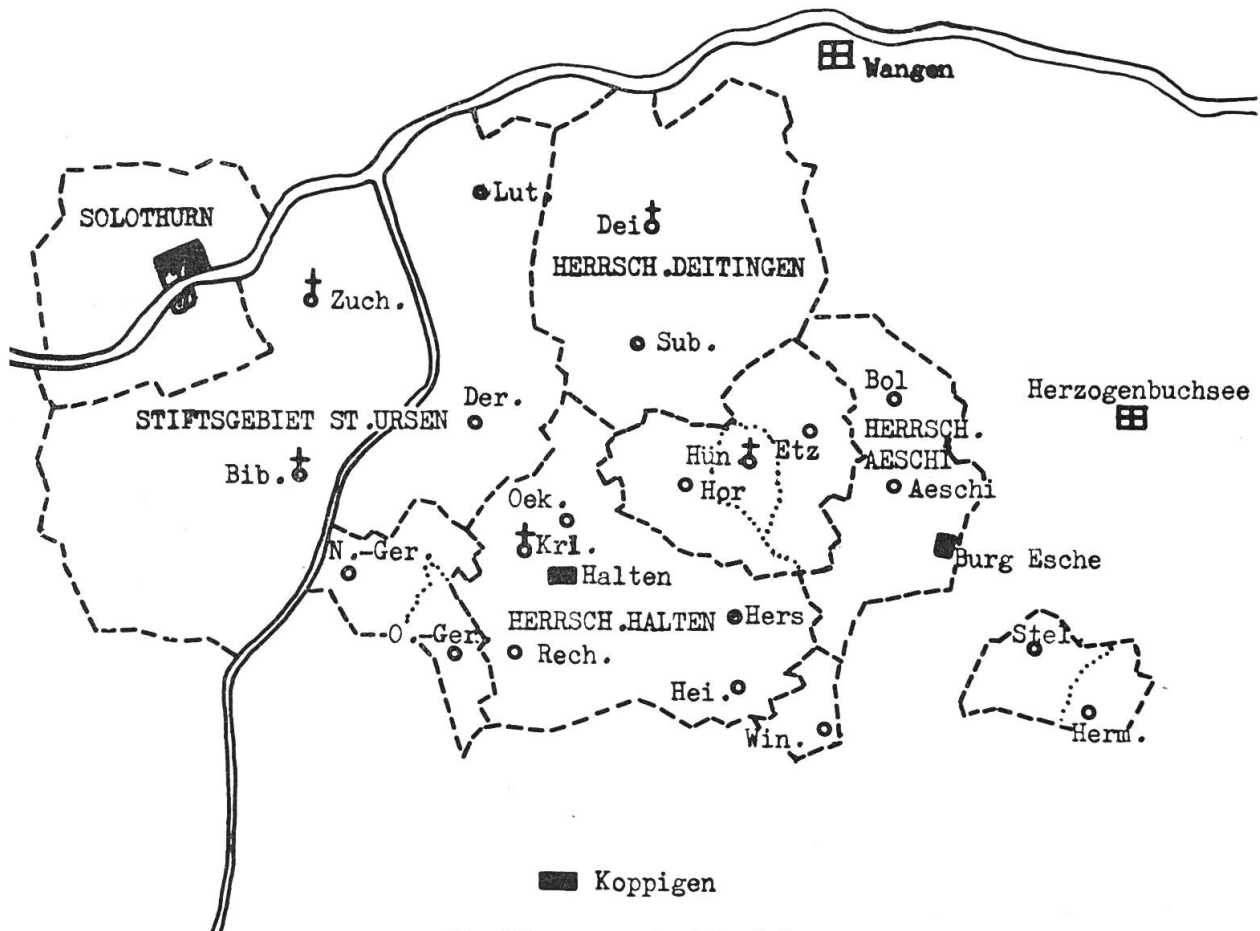 Wangen
Lut.
SOLOTHURN
Dei
HERRSCH.DEITINGEN
Zuch.
Sub.
Bol
Herzogenbuchsee
Der.
STIFTSGEBIET ST.URSEN
HERRSCH.
AESCHI
Hün.
Etz
Bib.
Hor
Aeschi
Oek.
Kri.
N.-Ger.
Burg Esche
Halten
HERRSCH.HALTEN
Hers
O.-Ger.
Rech.
Stel
Hei.
Win.
Herm.
Koppigen